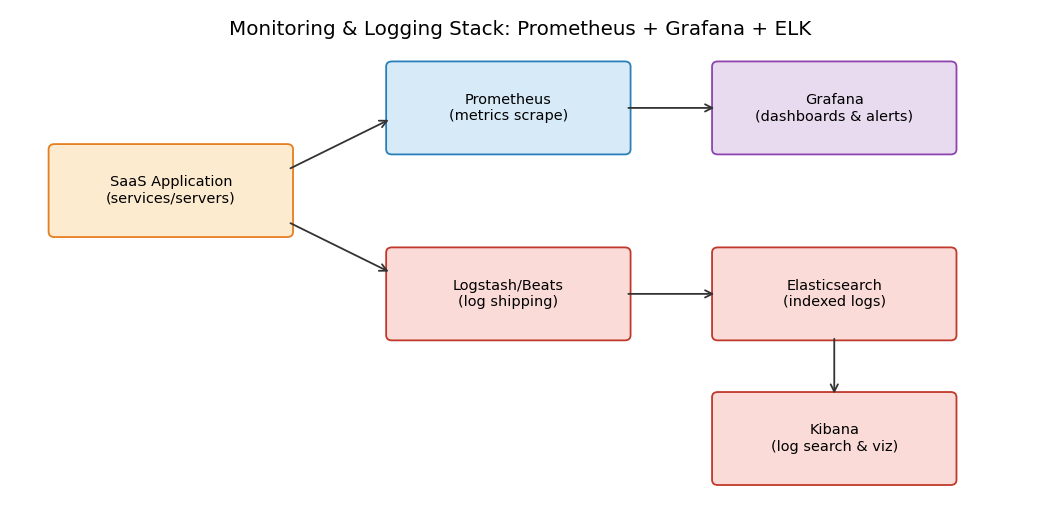 Monitoring & Logging Stack: Prometheus + Grafana + ELK
SaaS Application
(services/servers)
Prometheus
(metrics scrape)
Grafana
(dashboards & alerts)
Logstash/Beats
(log shipping)
Elasticsearch
(indexed logs)
Kibana
(log search & viz)